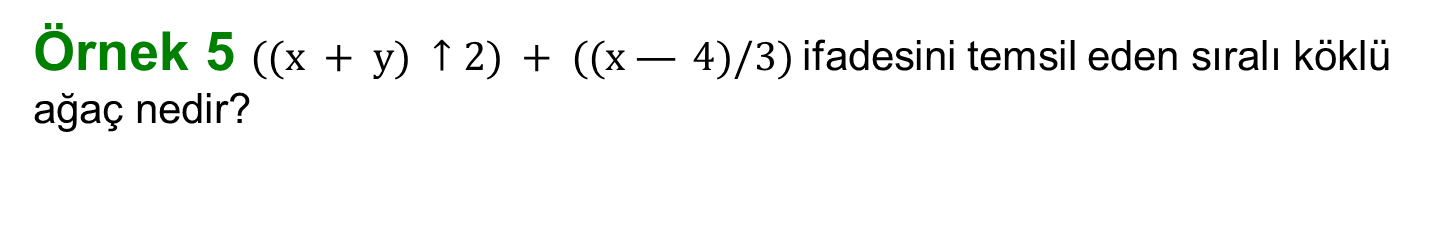 Örnek 5 ((x + y) ↑ 2) + ((x — 4)/3) ifadesini temsil eden sıralı köklü
ağaç nedir?